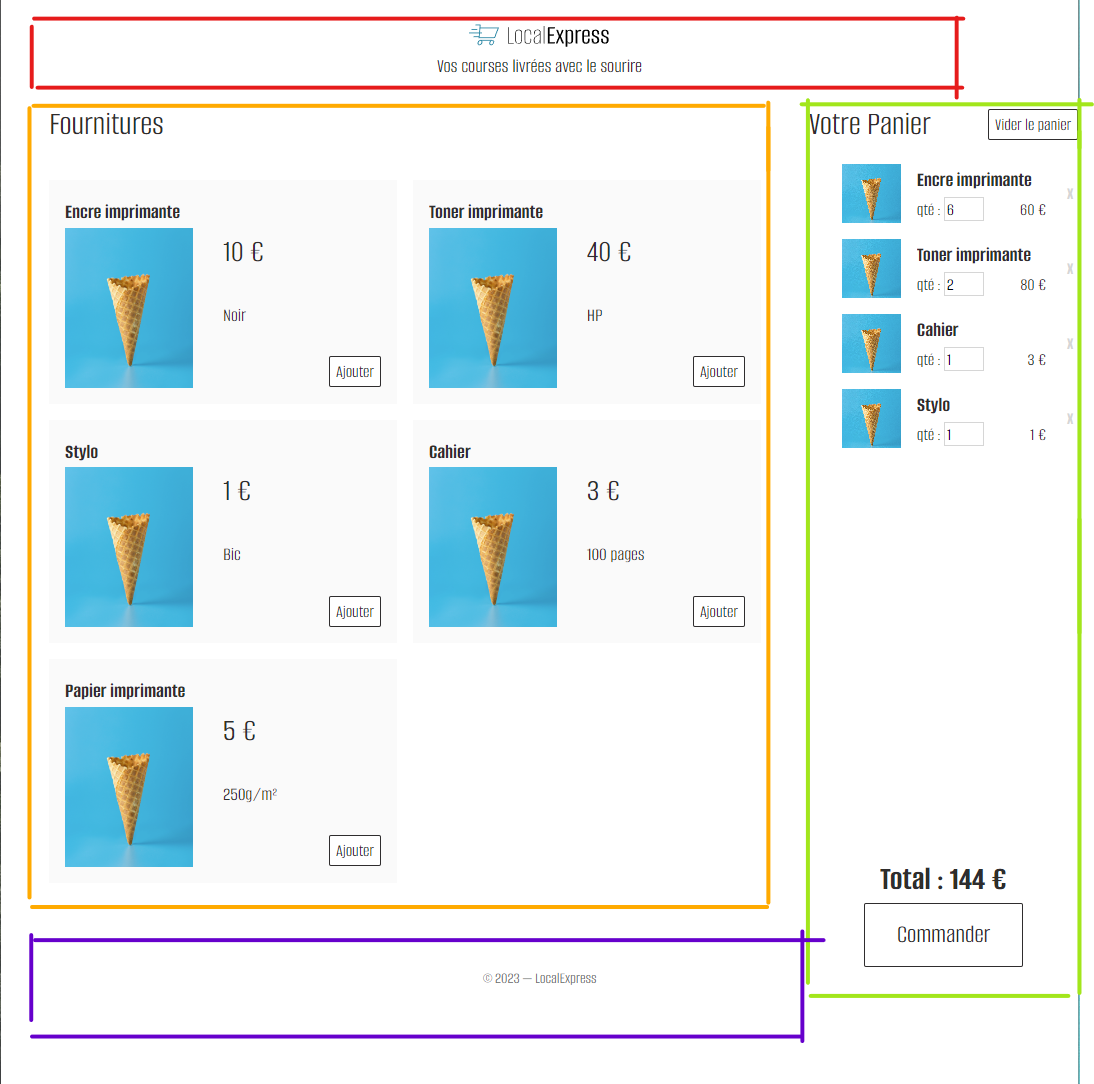 LocalExpress
Vos courses livrées avec le sourire
Fournitures
Encre imprimante
10 €
Noir
Ajouter
Toner imprimante
40 €
HP
Ajouter
Stylo
1 €
Bic
Ajouter
Cahier
3 €
100 pages
Ajouter
Papier imprimante
5 €
250g/m²
Ajouter
Votre Panier
Vider le panier
Encre imprimante
x
qté : 6 60 €
Toner imprimante
x
qté : 2 80 €
Cahier
x
qté : 1 3 €
Stylo
x
qté : 1 1 €
Total : 144 €
Commander
© 2023 — LocalExpress